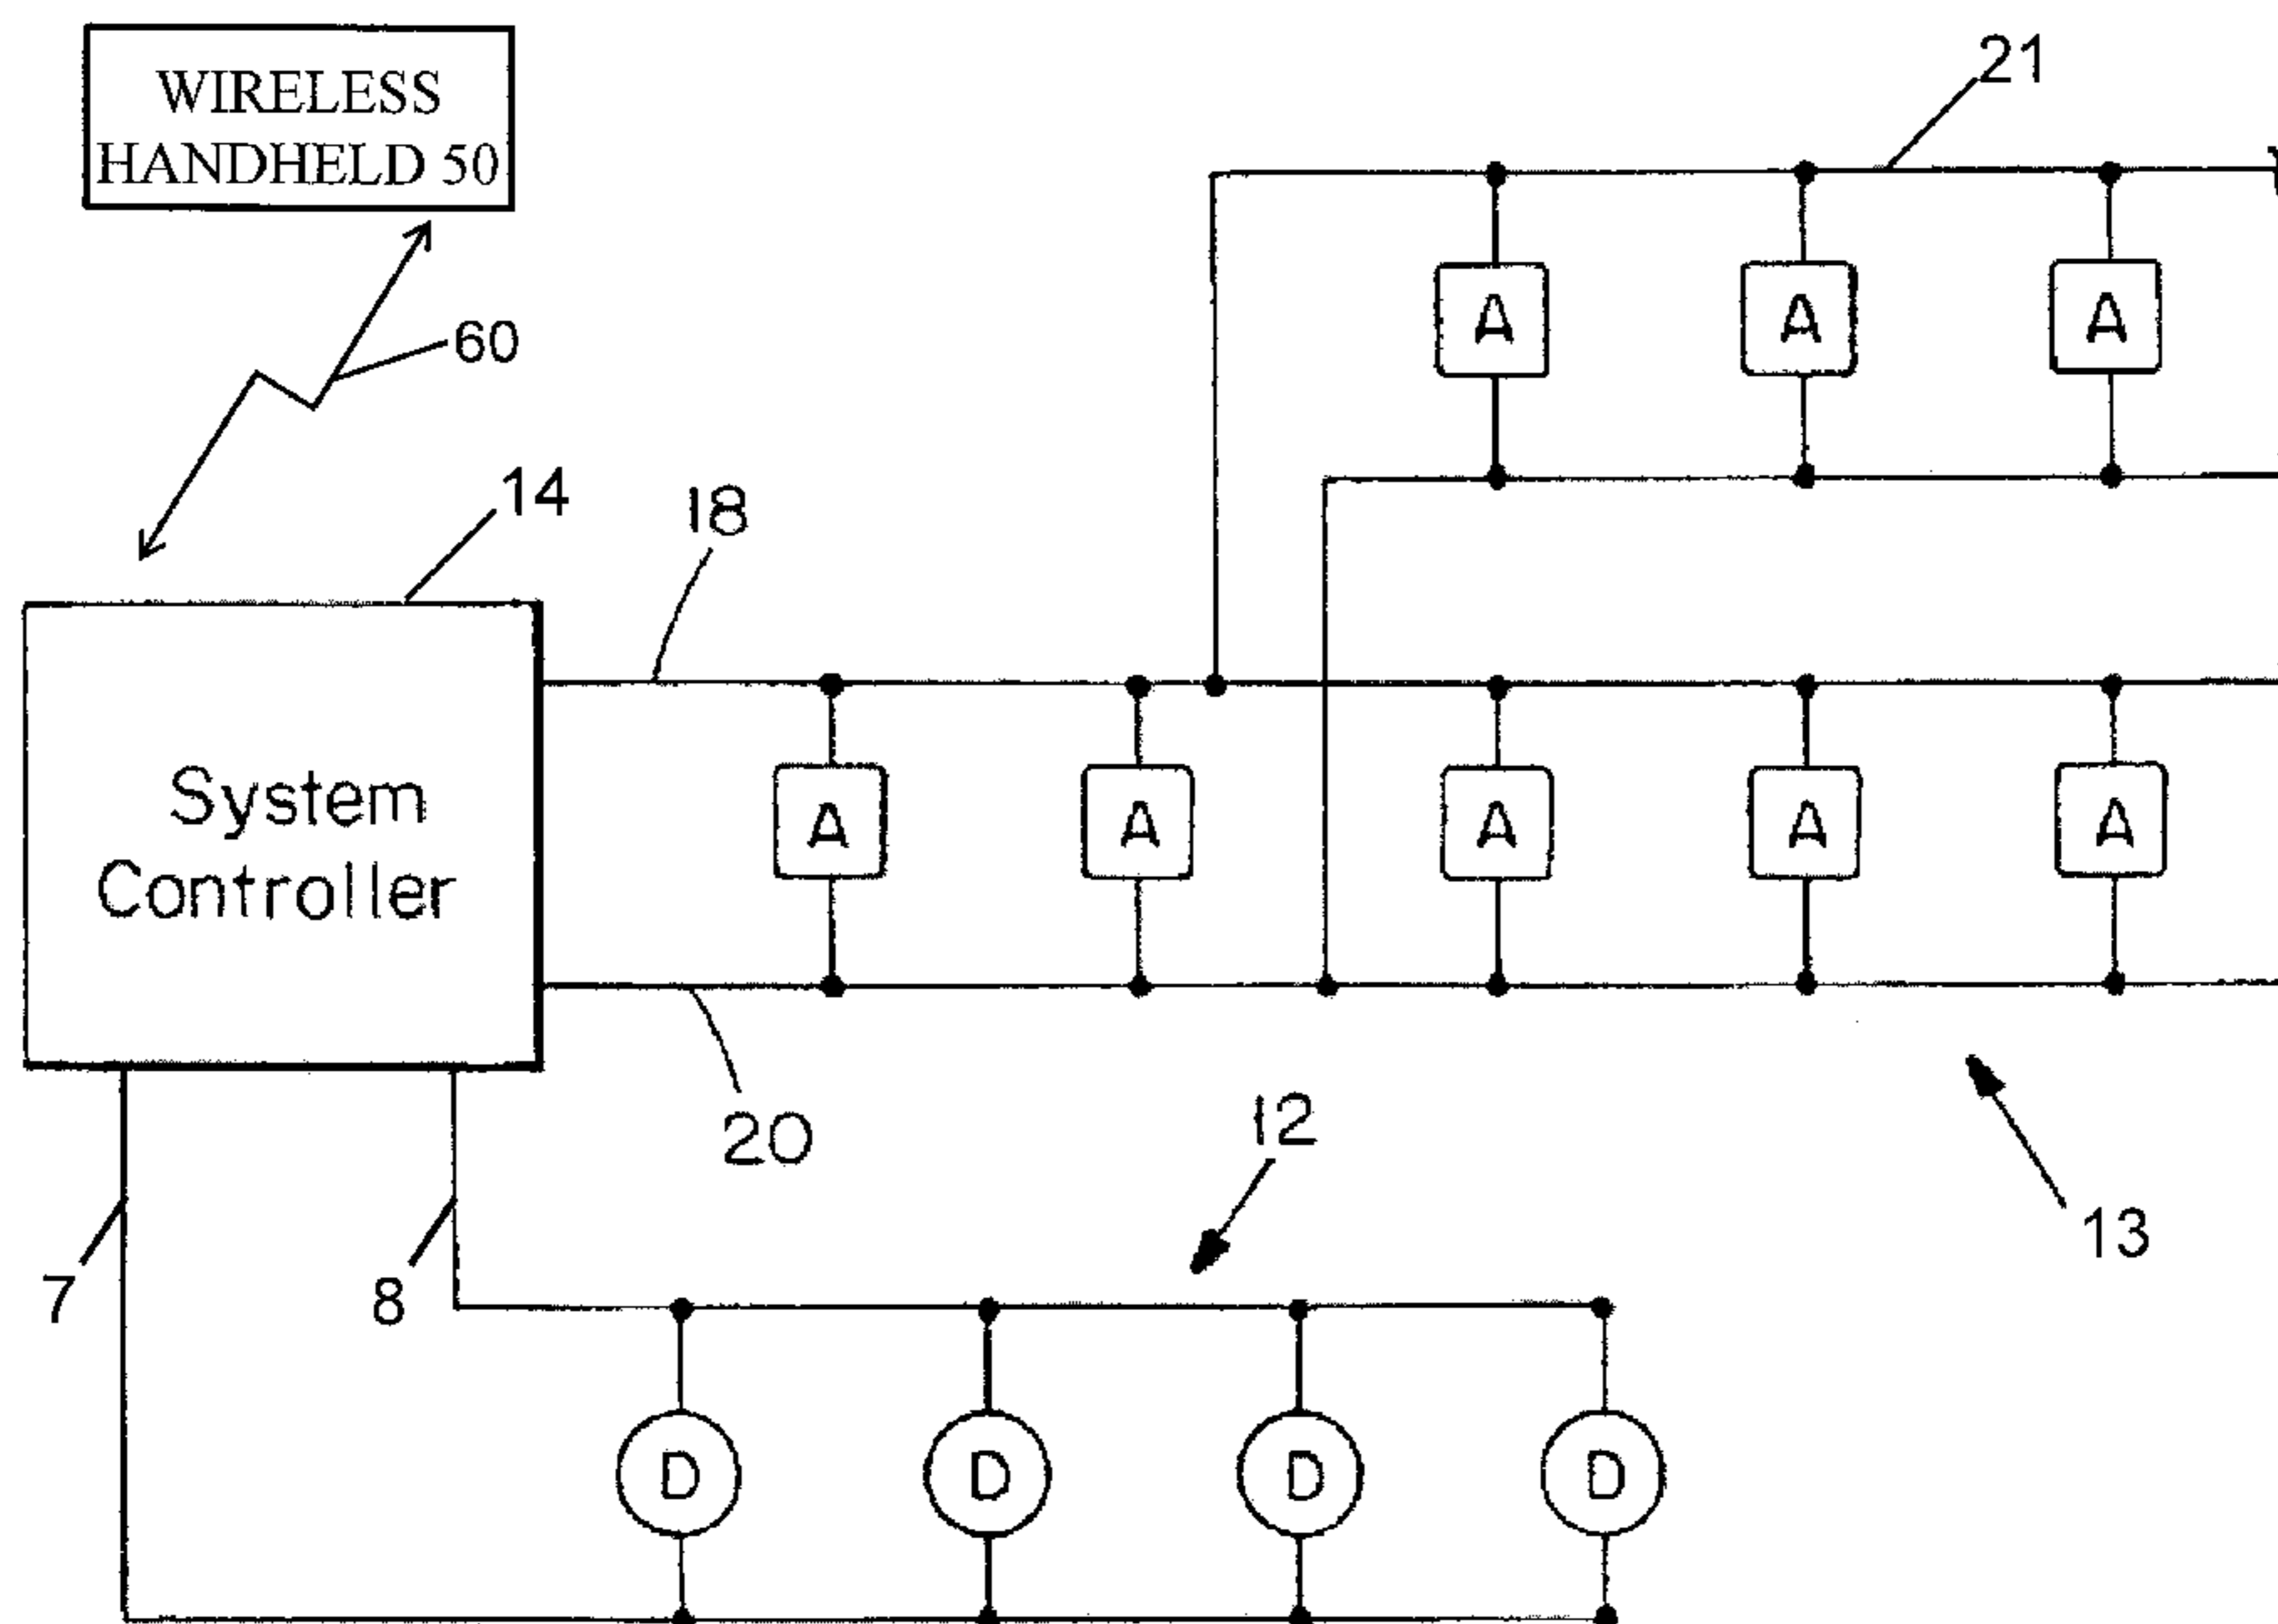 WIRELESS
HANDHELD 50
21
A A A
60
14
18
System
Controller
A A A A A
20
12
13
7
8
D D D D